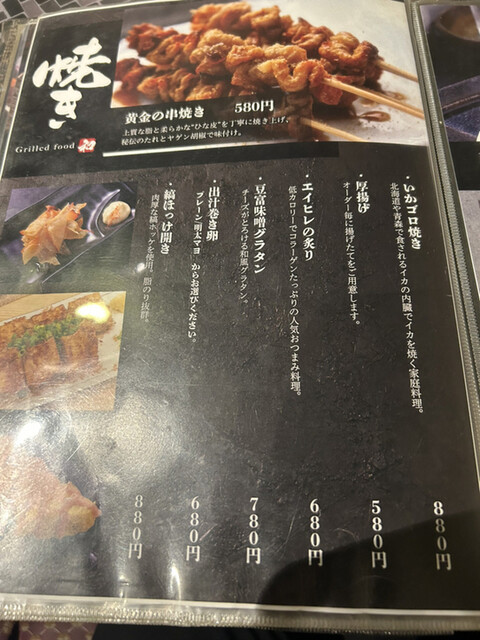 焼き
Grilled food
黄金の串焼き 580円
上質な脂と柔らかな“ひな皮”を丁寧に焼き上げ、
秘伝のたれとヤゲン胡椒で味付け。
・いかゴロ焼き
北海道や青森で食されるイカの内臓でイカを焼く家庭料理。
880円
・厚揚げ
オーダー毎に揚げたてをご用意します。
580円
・エイヒレの炙り
低カロリーでコラーゲンたっぷりの人気おつまみ料理。
680円
・豆富味噌グラタン
チーズがとろける和風グラタン。
780円
・出汁巻き卵
プレーン/明太マヨ からお選びください。
680円
・縞ほっけ開き
肉厚な縞ホッケを使用。脂のり抜群。
880円